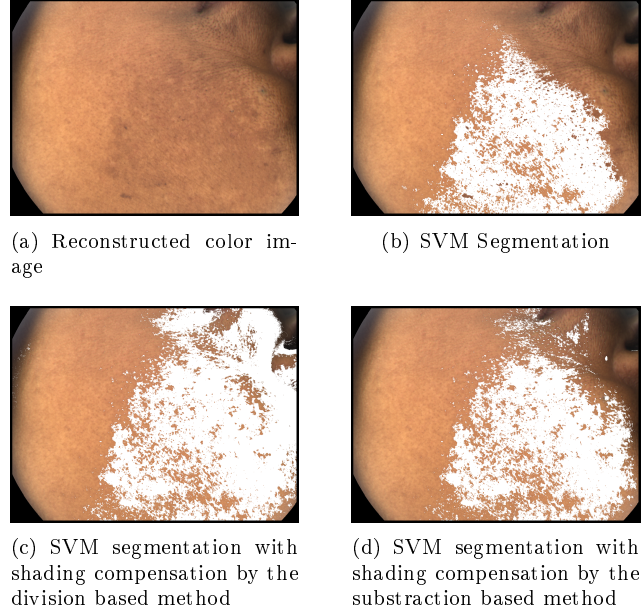 (a) Reconstructed color im-
age
(b) SVM Segmentation
(c) SVM segmentation with
shading compensation by the
division based method
(d) SVM segmentation with
shading compensation by the
substraction based method